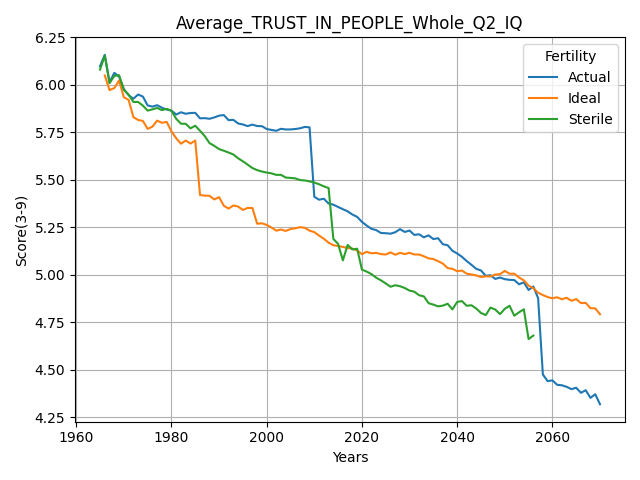 Average_TRUST_IN_PEOPLE_Whole_Q2_IQ
6.25
6.00
5.75
5.50
5.25
5.00
4.75
4.50
4.25
Score(3-9)
Fertility
Actual
Ideal
Sterile
1960
1980
2000
2020
2040
2060
Years